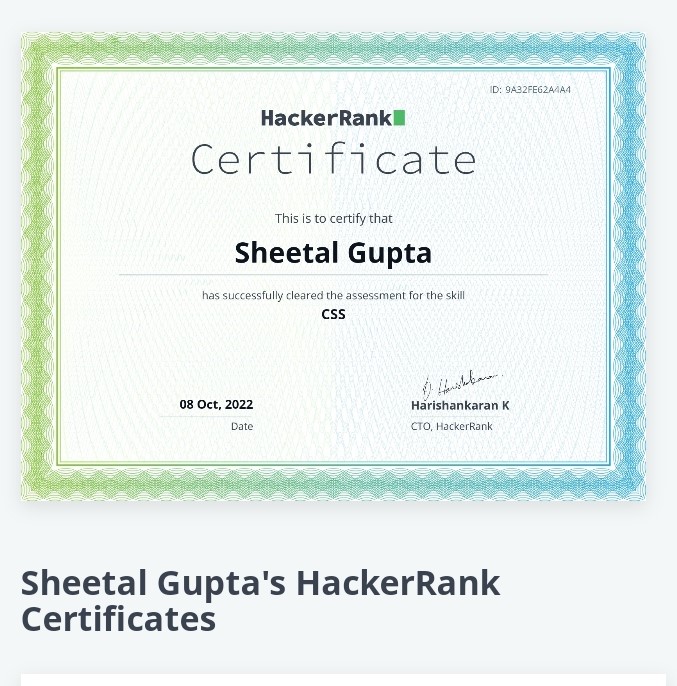 ID: 9A32FE62A4A4
HackerRank
Certificate
This is to certify that
Sheetal Gupta
has successfully cleared the assessment for the skill
CSS
08 Oct, 2022
Date
Harishankaran K
CTO, HackerRank
Sheetal Gupta's HackerRank
Certificates